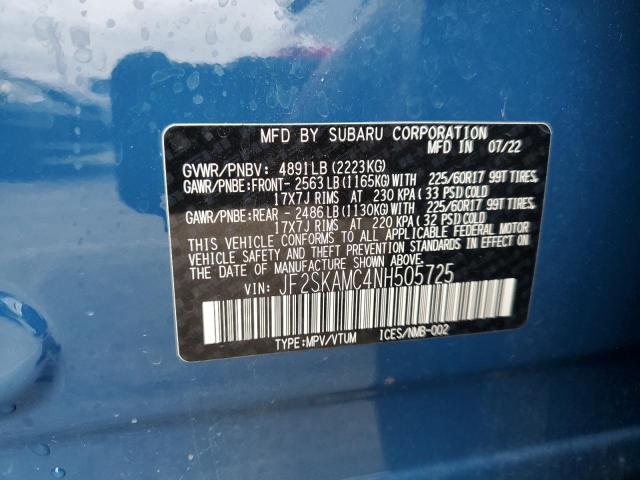 MFD BY SUBARU CORPORATION
MFD IN 07/22
GVWR/PNBV: 4891LB (2223KG)
GAWR/PNBE:FRONT- 2563 LB (1165KG) WITH 225/60R17 99T TIRES,
17X7J RIMS AT 230 KPA (33 PSI) COLD
GAWR/PNBE:REAR - 2486 LB (1130KG) WITH 225/60R17 99T TIRES,
17X7J RIMS AT 220 KPA (32 PSI) COLD
THIS VEHICLE CONFORMS TO ALL APPLICABLE FEDERAL MOTOR
VEHICLE SAFETY AND THEFT PREVENTION STANDARDS IN EFFECT
ON THE DATE OF MANUFACTURE SHOWN ABOVE.
VIN: JF2SKAMC4NH505725
TYPE:MPV/VTUM ICES/NMB-002